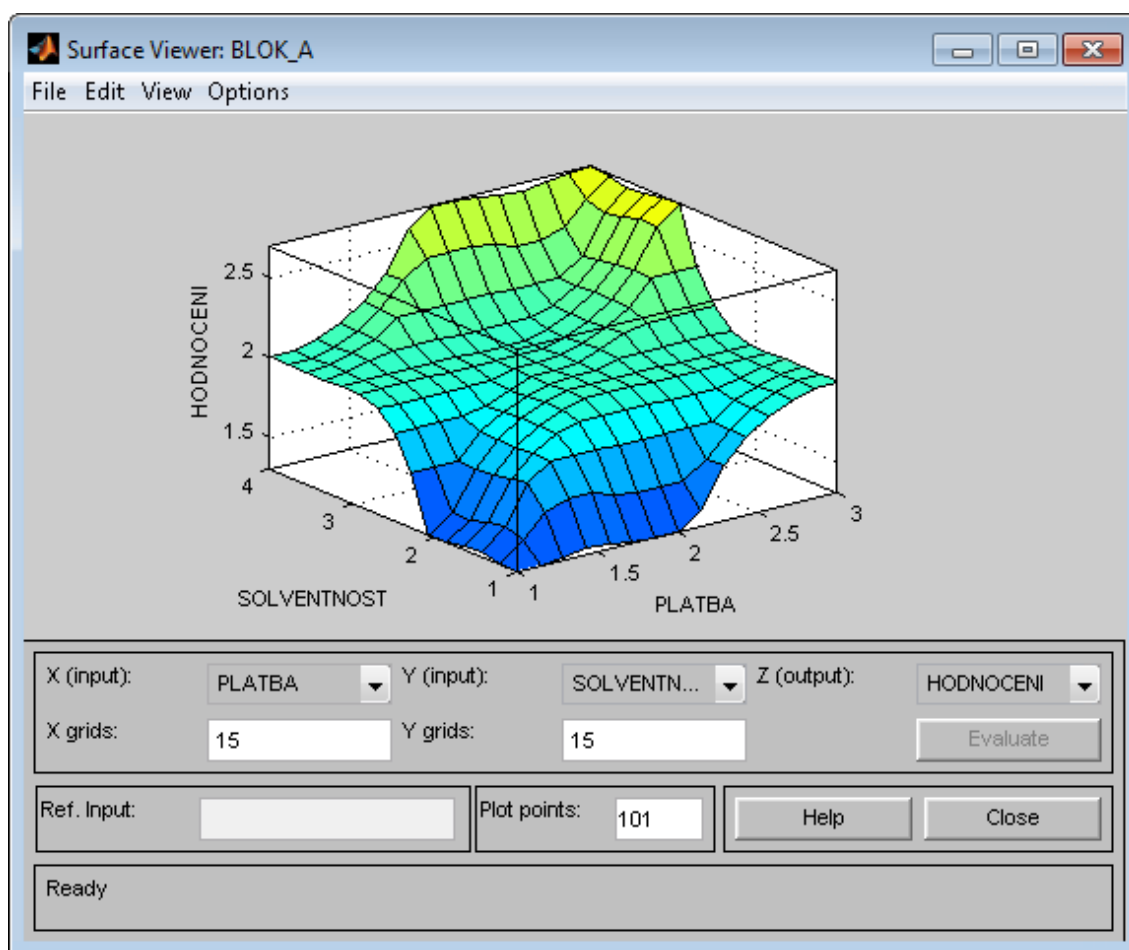 Surface Viewer: BLOK_A
File Edit View Options
2.5
2
1.5
HODNOCENI
4
3
2
1
SOLVENTNOST
1
1.5
2
2.5
3
PLATBA
X (input): PLATBA Y (input): SOLVENTN... Z (output): HODNOCENI
X grids: 15 Y grids: 15 Evaluate
Ref. Input: Plot points: 101 Help Close
Ready